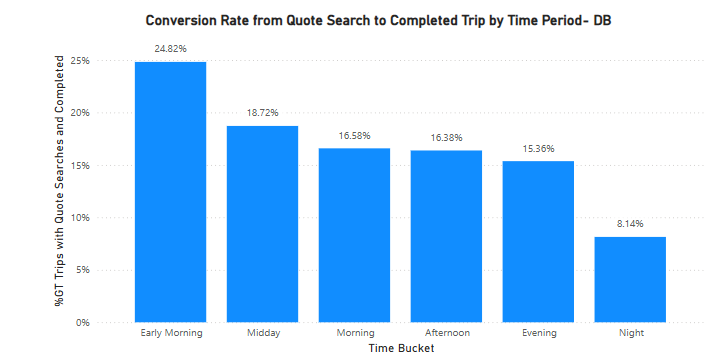 Conversion Rate from Quote Search to Completed Trip by Time Period- DB
%GT Trips with Quote Searches and Completed
25%
20%
15%
10%
5%
0%
24.82%
18.72%
16.58%
16.38%
15.36%
8.14%
Early Morning
Midday
Morning
Afternoon
Evening
Night
Time Bucket